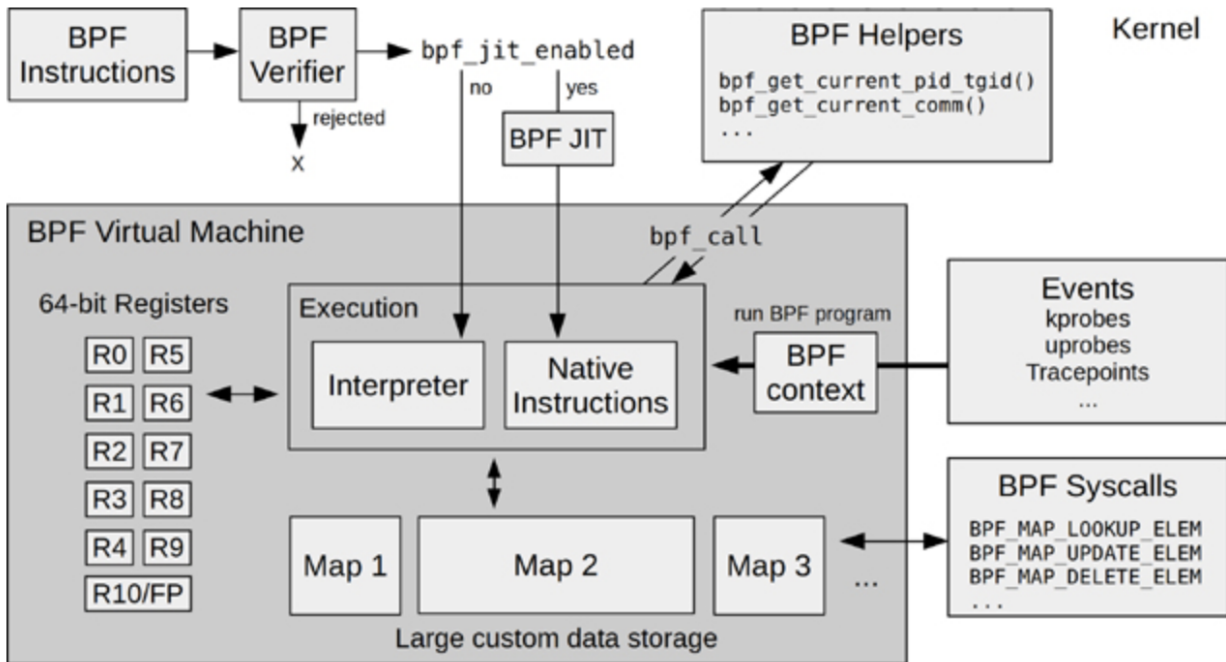 BPF
Instructions
BPF
Verifier
rejected
X
bpf_jit_enabled
no
yes
BPF JIT
BPF Helpers
bpf_get_current_pid_tgid()
bpf_get_current_comm()
...
Kernel
BPF Virtual Machine
bpf_call
64-bit Registers
R0 R5
R1 R6
R2 R7
R3 R8
R4 R9
R10/FP
Execution
Interpreter
Native
Instructions
run BPF program
BPF
context
Events
kprobes
uprobes
Tracepoints
...
Map 1
Map 2
Map 3
...
Large custom data storage
BPF Syscalls
BPF_MAP_LOOKUP_ELEM
BPF_MAP_UPDATE_ELEM
BPF_MAP_DELETE_ELEM
...